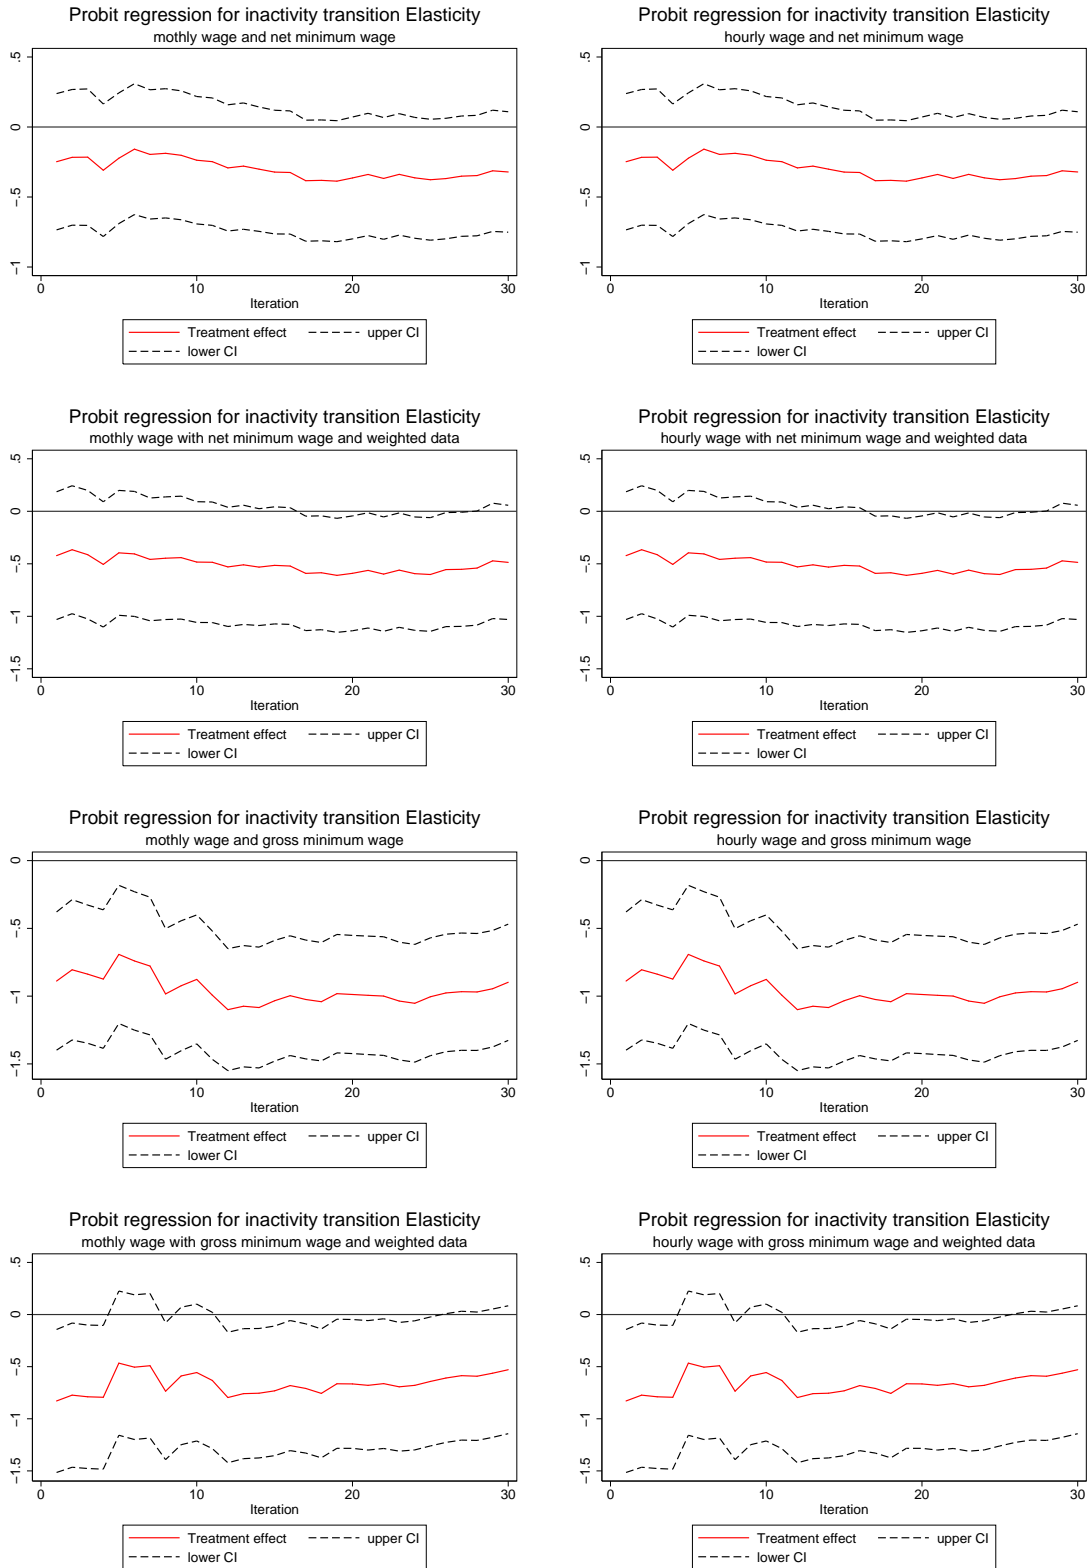 Probit regression for inactivity transition Elasticity
mothly wage and net minimum wage
.5
0
−.5
−1
0 10 20 30
Iteration
Treatment effect upper CI
lower CI
Probit regression for inactivity transition Elasticity
hourly wage and net minimum wage
.5
0
−.5
−1
0 10 20 30
Iteration
Treatment effect upper CI
lower CI
Probit regression for inactivity transition Elasticity
mothly wage with net minimum wage and weighted data
.5
0
−.5
−1
−1.5
0 10 20 30
Iteration
Treatment effect upper CI
lower CI
Probit regression for inactivity transition Elasticity
hourly wage with net minimum wage and weighted data
.5
0
−.5
−1
−1.5
0 10 20 30
Iteration
Treatment effect upper CI
lower CI
Probit regression for inactivity transition Elasticity
mothly wage and gross minimum wage
0
−.5
−1
−1.5
0 10 20 30
Iteration
Treatment effect upper CI
lower CI
Probit regression for inactivity transition Elasticity
hourly wage and gross minimum wage
0
−.5
−1
−1.5
0 10 20 30
Iteration
Treatment effect upper CI
lower CI
Probit regression for inactivity transition Elasticity
mothly wage with gross minimum wage and weighted data
.5
0
−.5
−1
−1.5
0 10 20 30
Iteration
Treatment effect upper CI
lower CI
Probit regression for inactivity transition Elasticity
hourly wage with gross minimum wage and weighted data
.5
0
−.5
−1
−1.5
0 10 20 30
Iteration
Treatment effect upper CI
lower CI